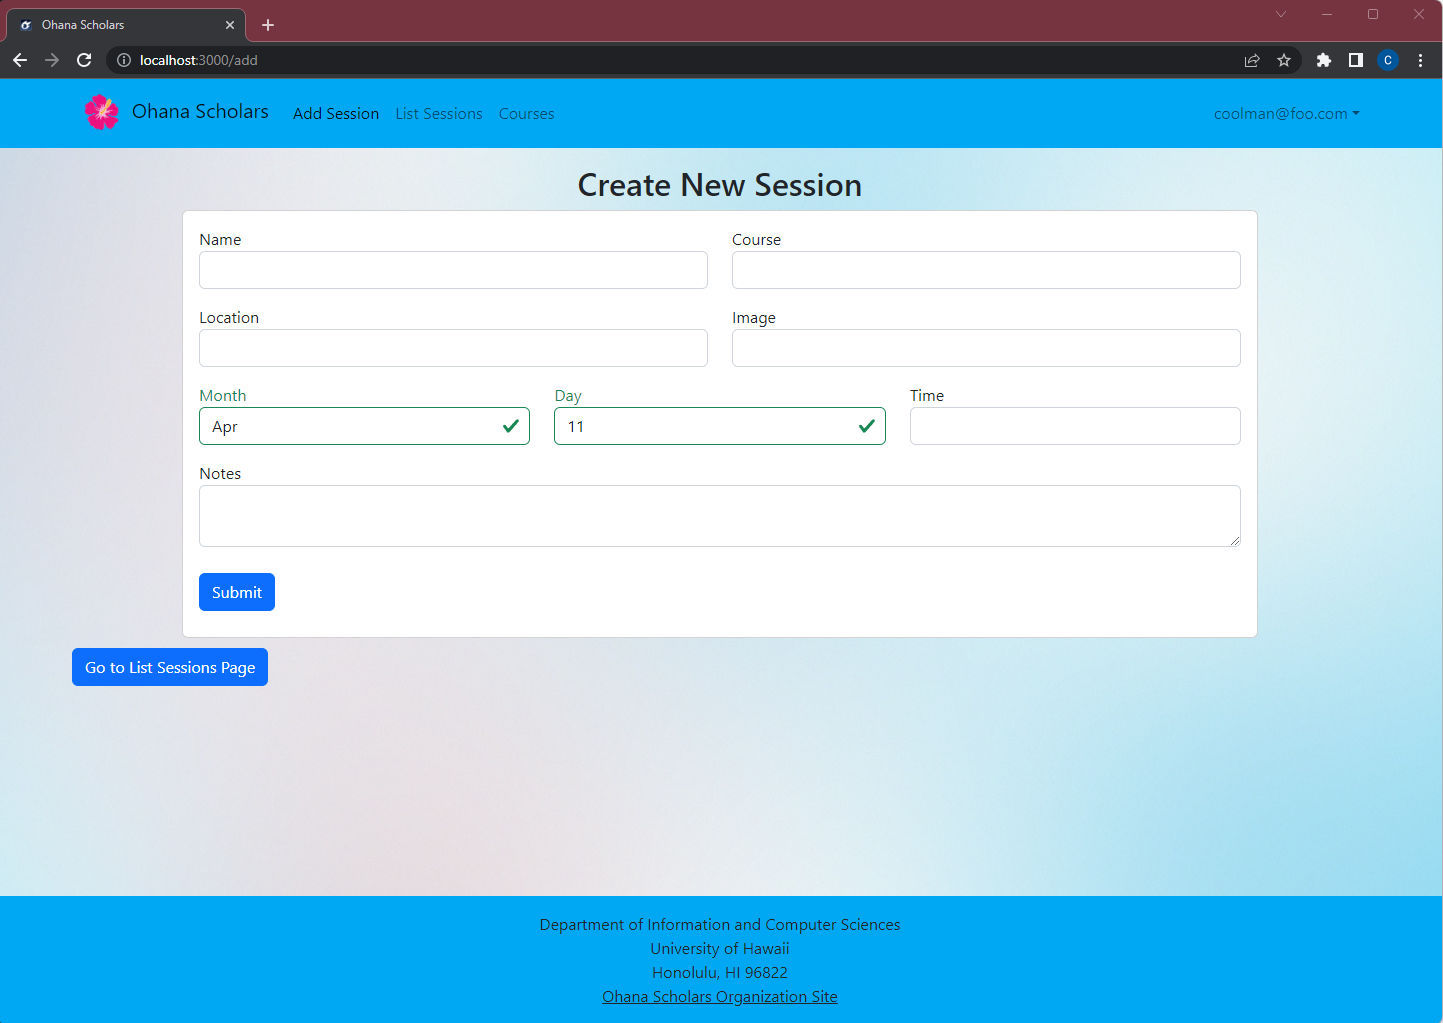 Ohana Scholars
localhost:3000/add
C
Ohana Scholars Add Session List Sessions Courses coolman@foo.com
Create New Session
Name Course
Location Image
Month Day Time
Apr 11
Notes
Submit
Go to List Sessions Page
Department of Information and Computer Sciences
University of Hawaii
Honolulu, HI 96822
Ohana Scholars Organization Site